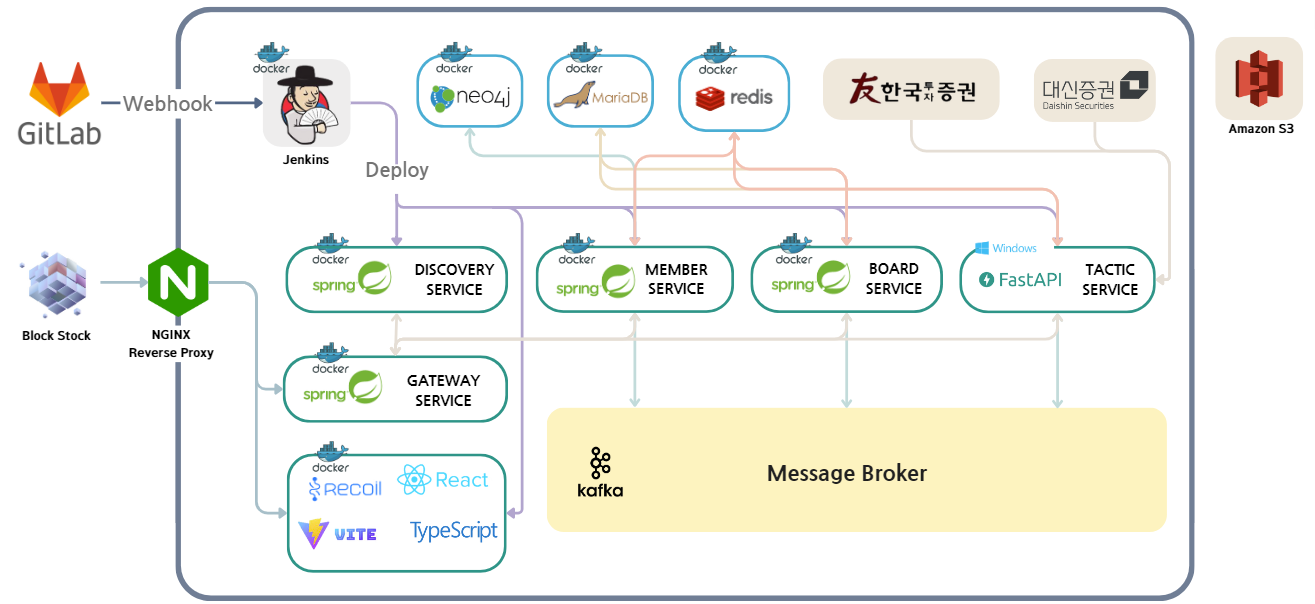 GitLab
Webhook
docker
Jenkins
Deploy
docker
neo4j
docker
MariaDB
docker
redis
友한국투자증권
대신증권
Daishin Securities
Amazon S3
Block Stock
NGINX
Reverse Proxy
docker
spring
DISCOVERY
SERVICE
docker
spring
MEMBER
SERVICE
docker
spring
BOARD
SERVICE
Windows
FastAPI
TACTIC
SERVICE
docker
spring
GATEWAY
SERVICE
docker
RECOIL
React
VITE
TypeScript
kafka
Message Broker